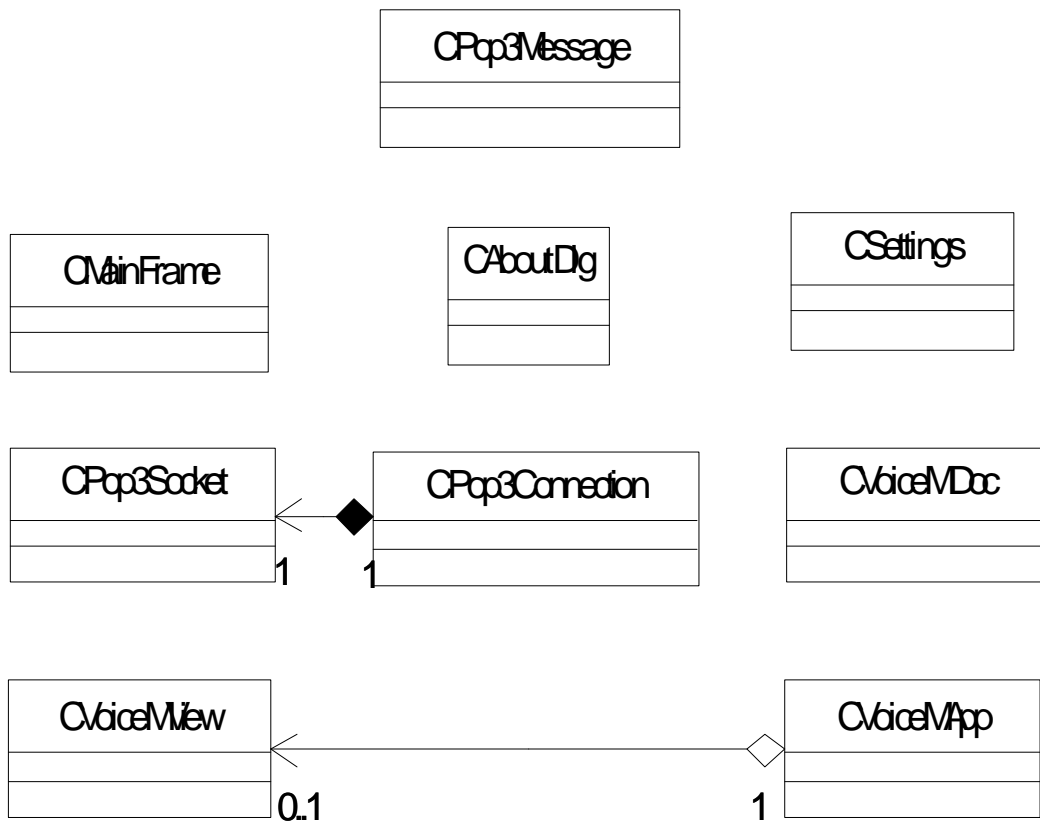 CPop3Message
CMainFrame
CAboutDlg
CSettings
CPop3Socket
CPop3Connection
CVoiceMDoc
1
1
CVoiceMView
CVoiceMApp
0..1
1